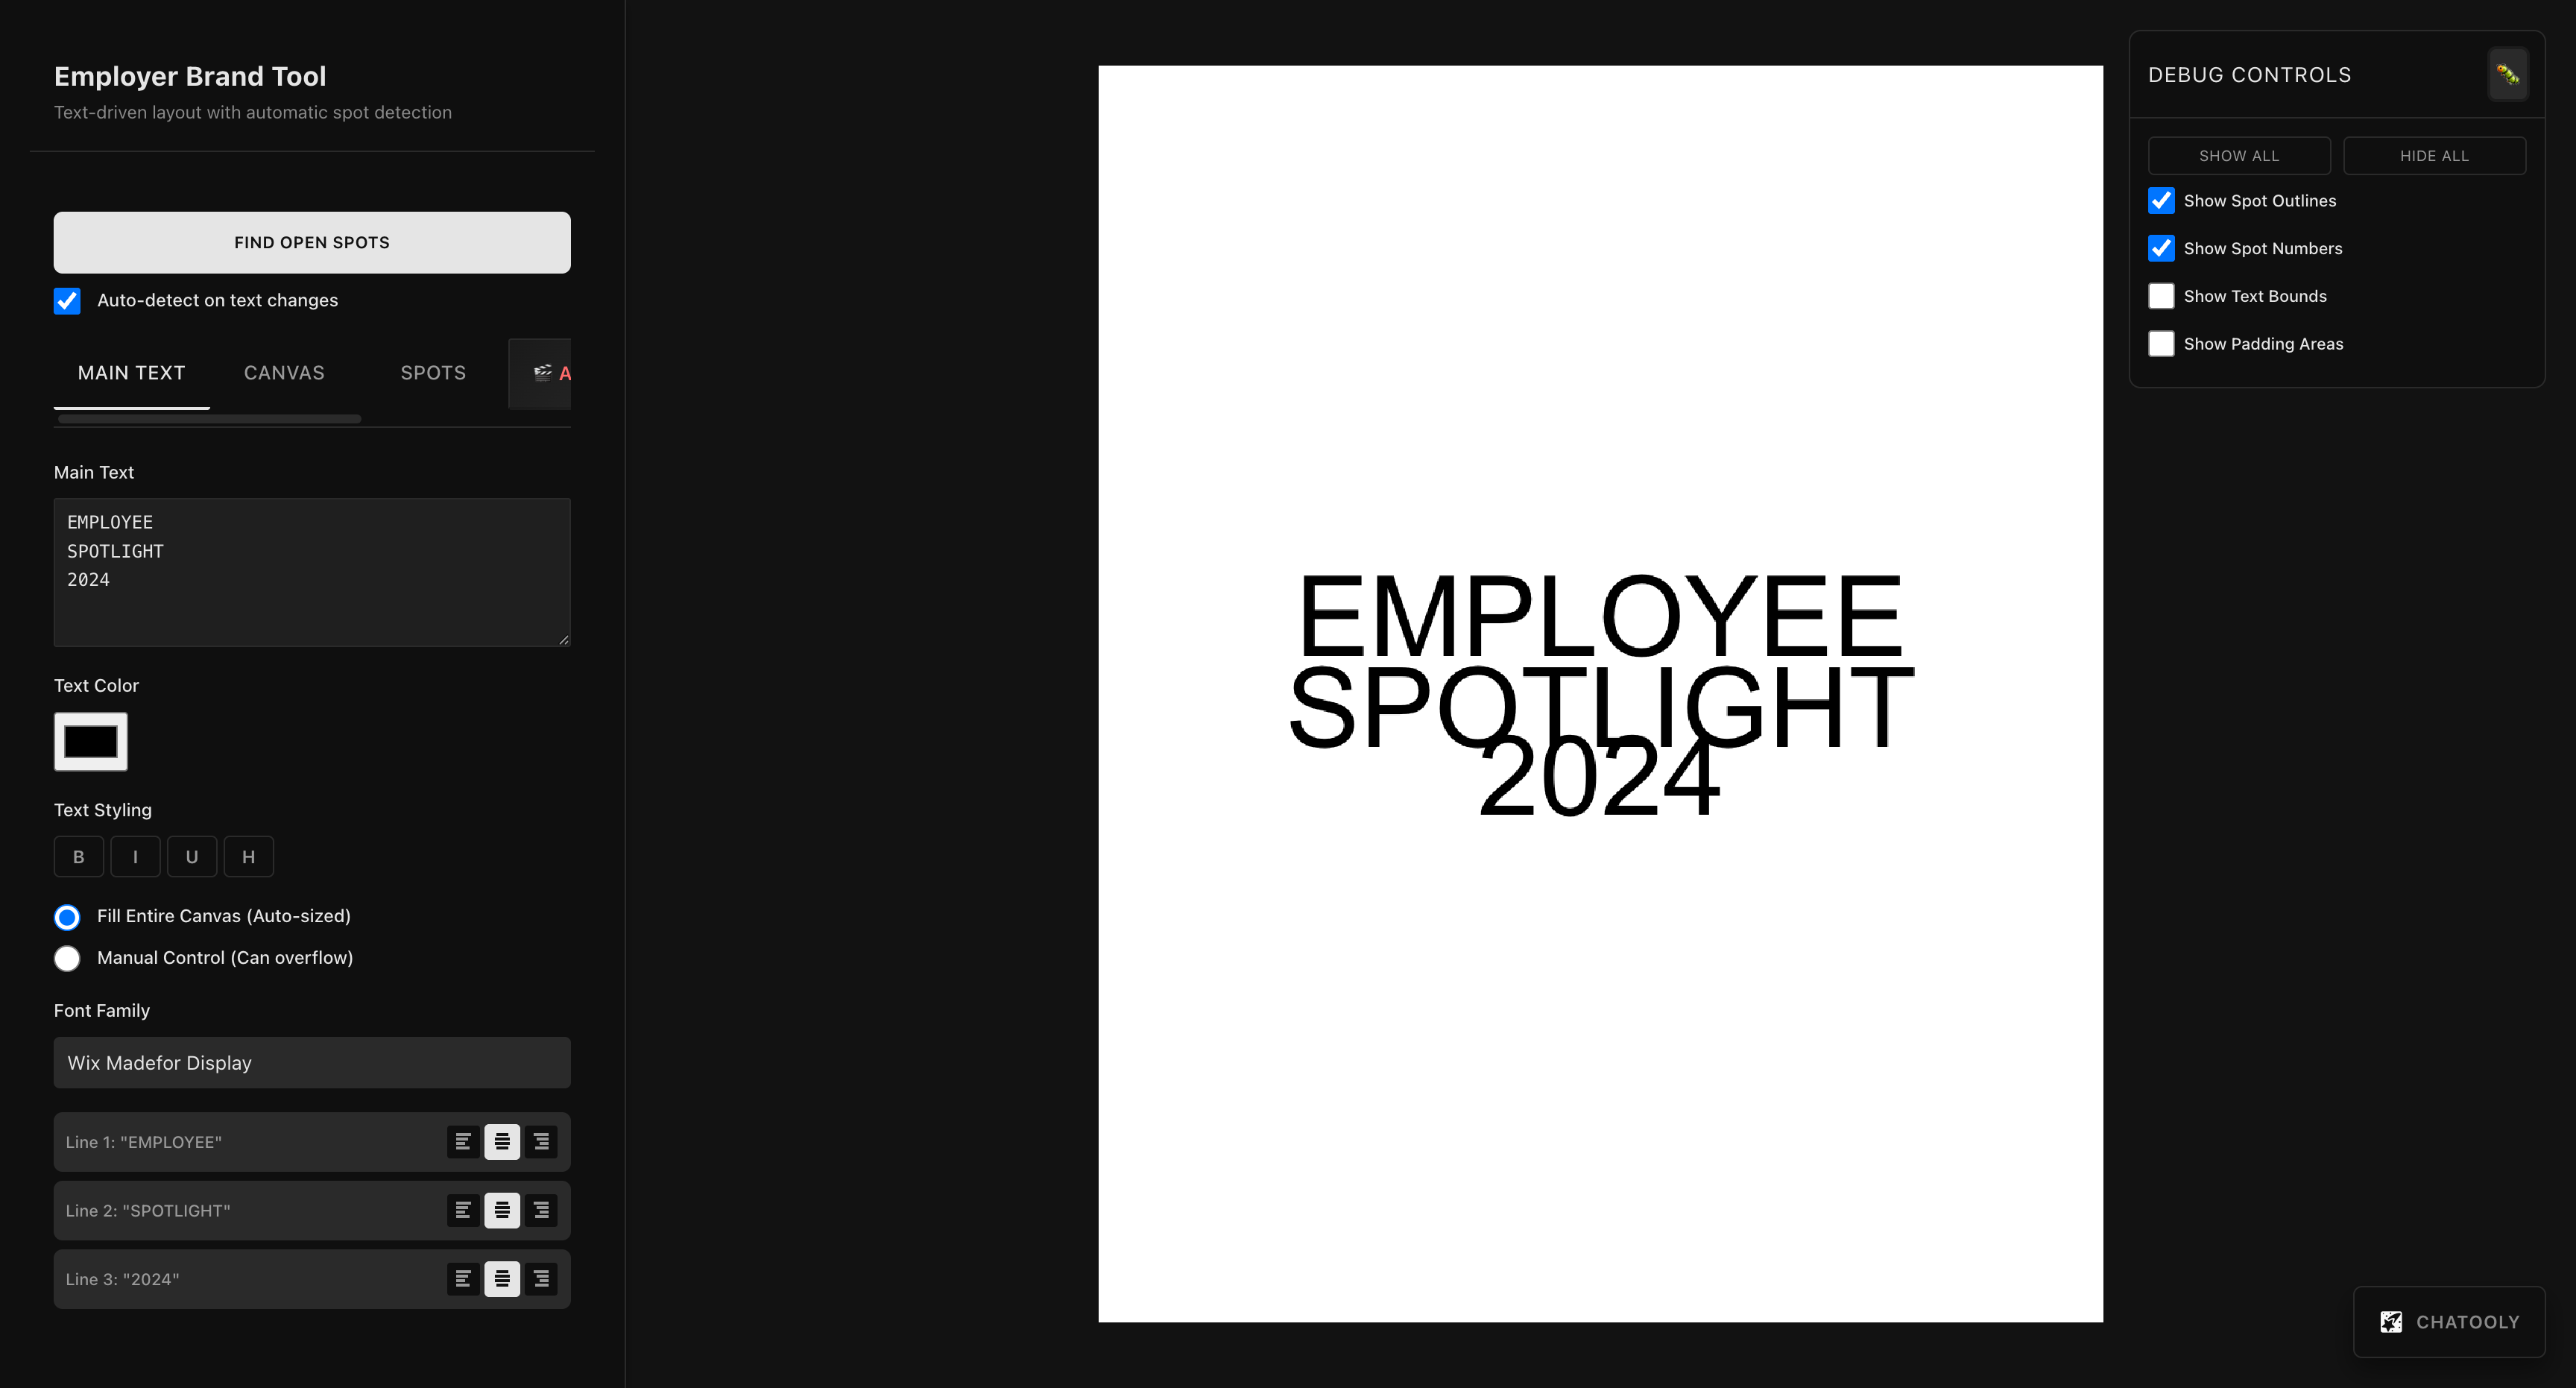 Employer Brand Tool
Text-driven layout with automatic spot detection
FIND OPEN SPOTS
Auto-detect on text changes
MAIN TEXT
CANVAS
SPOTS
A
Main Text
EMPLOYEE
SPOTLIGHT
2024
Text Color
Text Styling
B
I
U
H
Fill Entire Canvas (Auto-sized)
Manual Control (Can overflow)
Font Family
Wix Madefor Display
Line 1: "EMPLOYEE"
Line 2: "SPOTLIGHT"
Line 3: "2024"
EMPLOYEE
SPOTLIGHT
2024
DEBUG CONTROLS
SHOW ALL
HIDE ALL
Show Spot Outlines
Show Spot Numbers
Show Text Bounds
Show Padding Areas
CHATOOLY